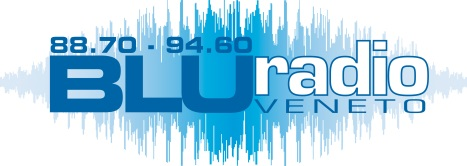 88.70 - 94.60
BLUradio
VENETO